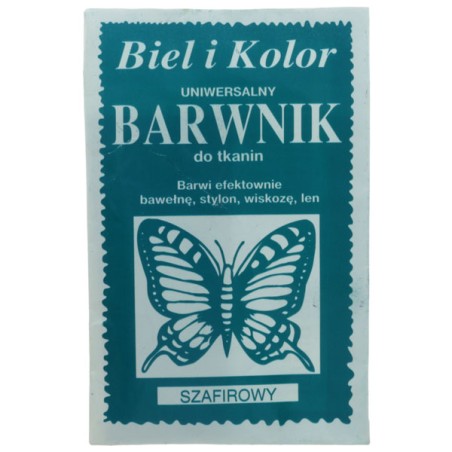 Biel i Kolor
UNIWERSALNY
BARWNIK
do tkanin
Barwi efektownie
bawełnę, stylon, wiskozę, len
SZAFIROWY